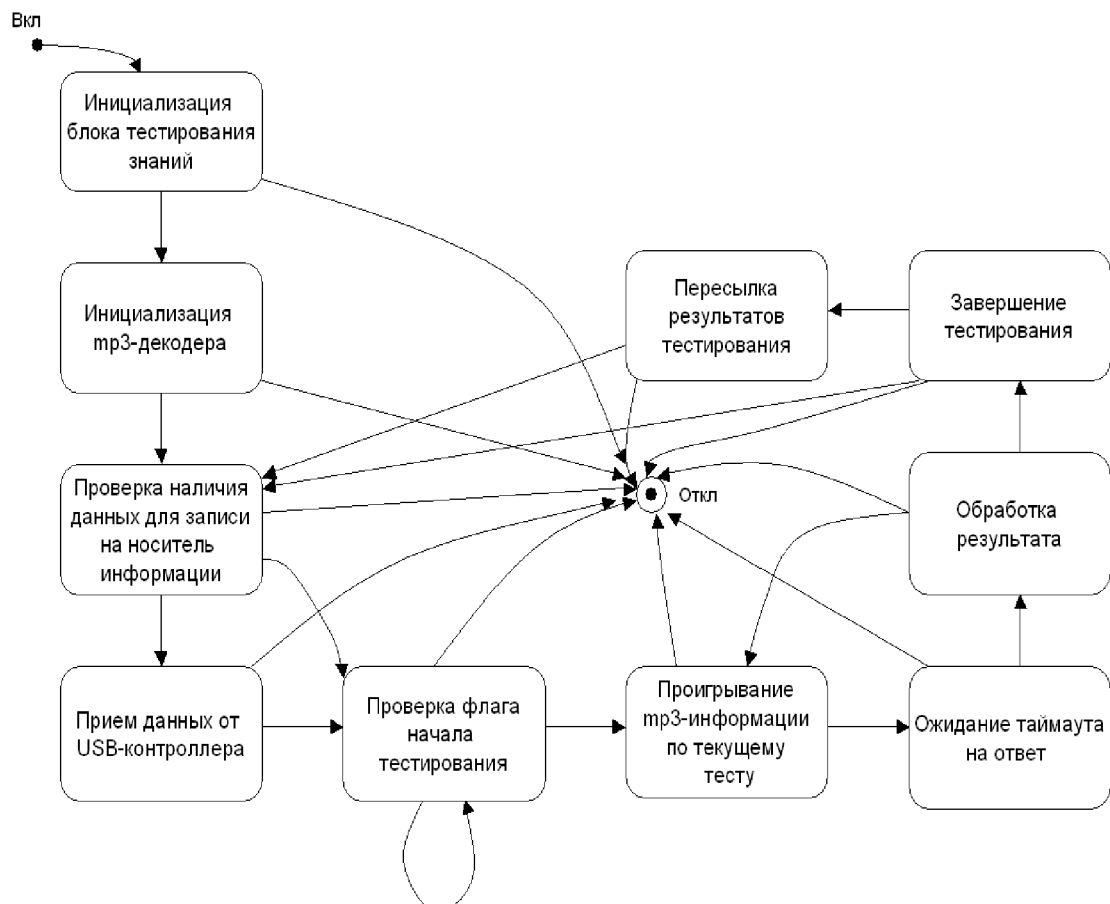 Вкл
Инициализация
блока тестирования
знаний
Инициализация
mp3-декодера
Пересылка
результатов
тестирования
Завершение
тестирования
Проверка наличия
данных для записи
на носитель
информации
Откл
Обработка
результата
Прием данных от
USB-контроллера
Проверка флага
начала
тестирования
Проигрывание
mp3-информации
по текущему
тесту
Ожидание таймаута
на ответ